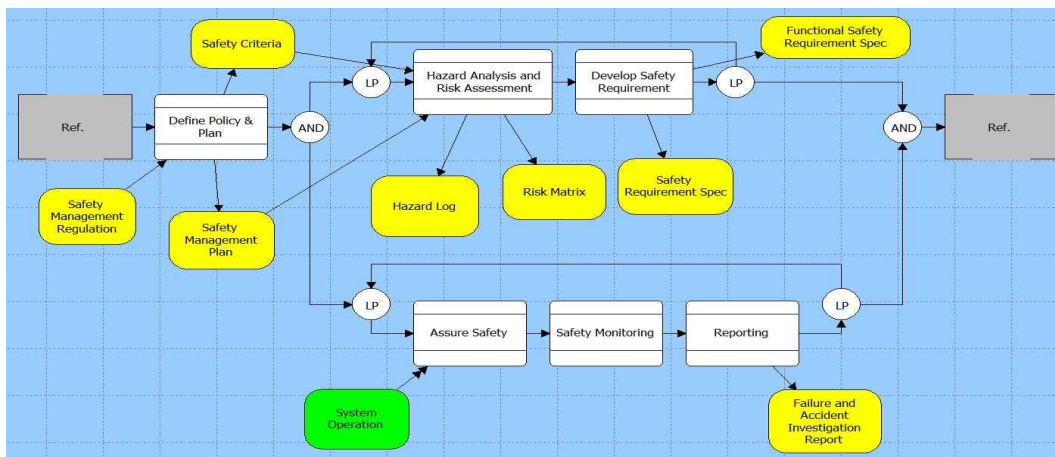 Safety Criteria
Functional Safety
Requirement Spec
LP
Hazard Analysis and
Risk Assessment
Develop Safety
Requirement
LP
Ref.
Define Policy &
Plan
AND
AND
Ref.
Safety
Management
Regulation
Safety
Management
Plan
Hazard Log
Risk Matrix
Safety
Requirement Spec
LP
LP
Assure Safety
Safety Monitoring
Reporting
System
Operation
Failure and
Accident
Investigation
Report